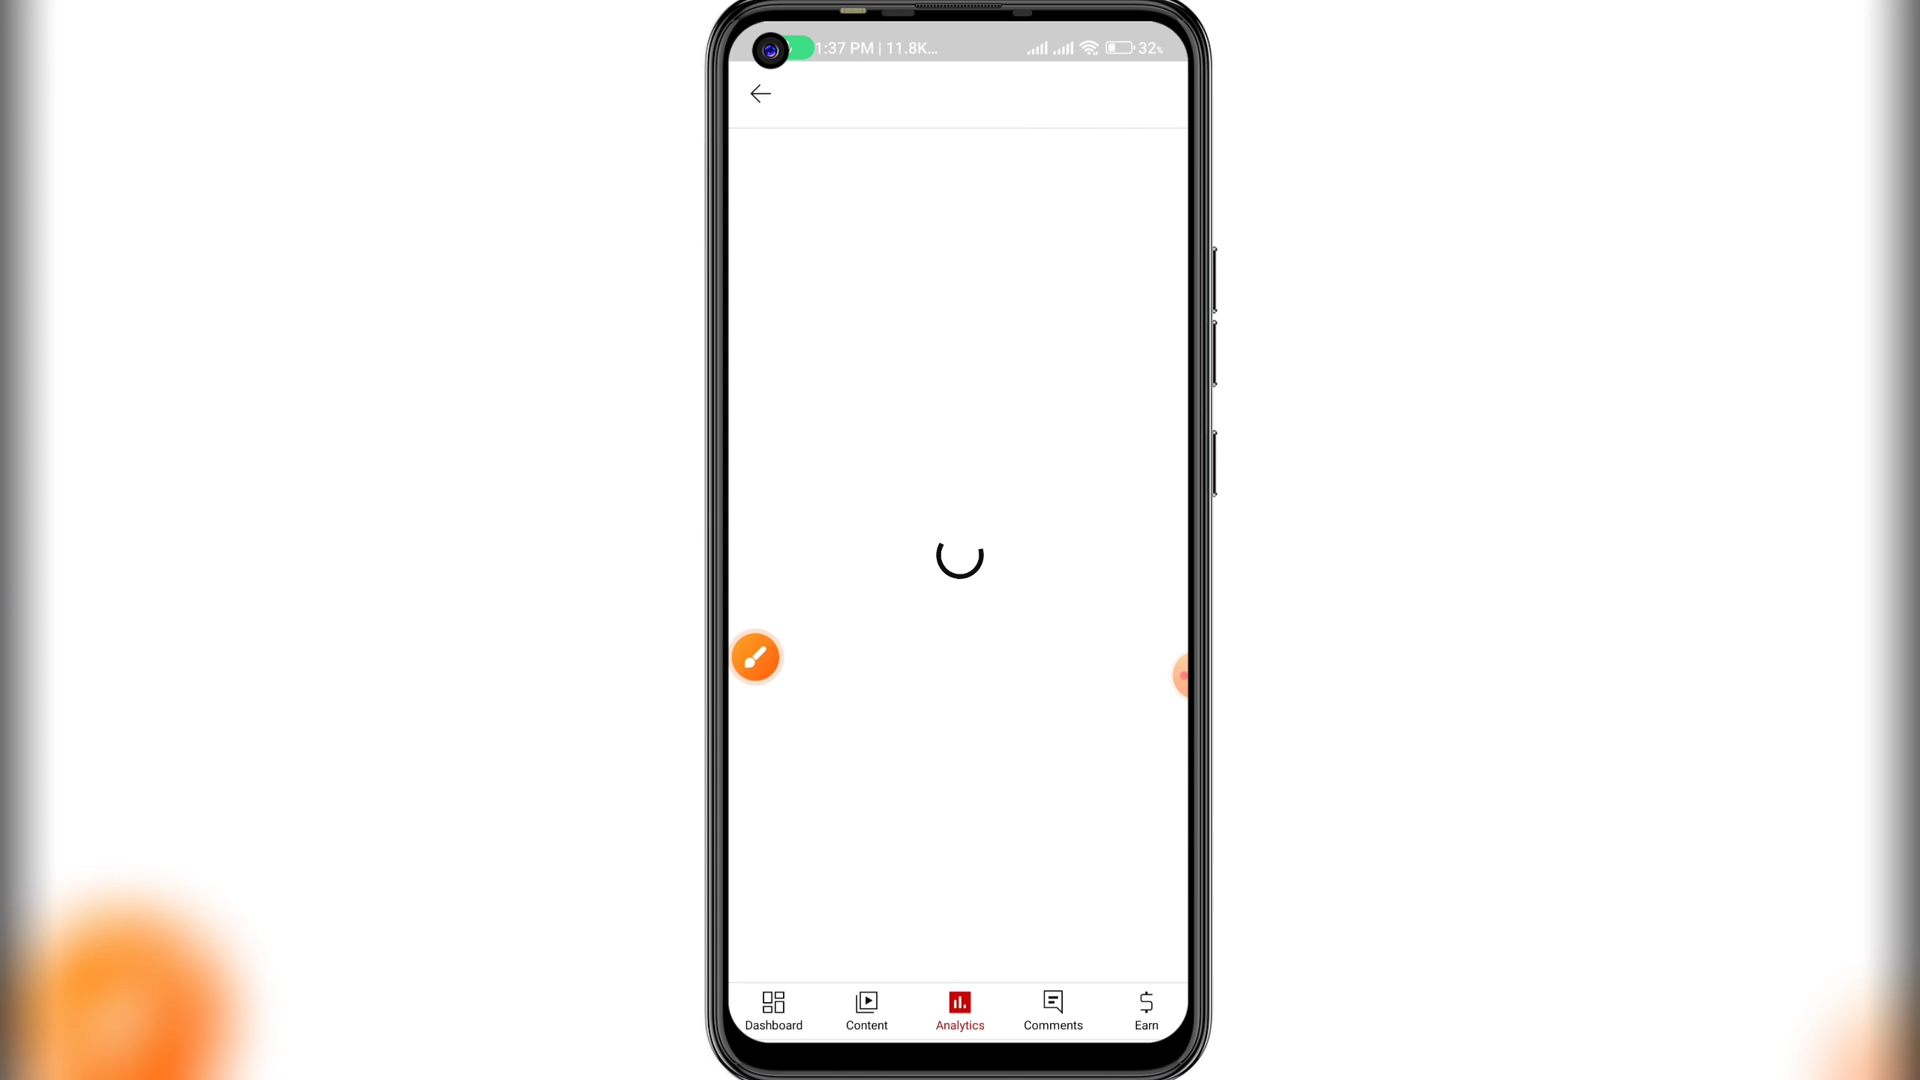 1:37 PM | 11.8K... 32%
Dashboard Content Analytics Comments Earn